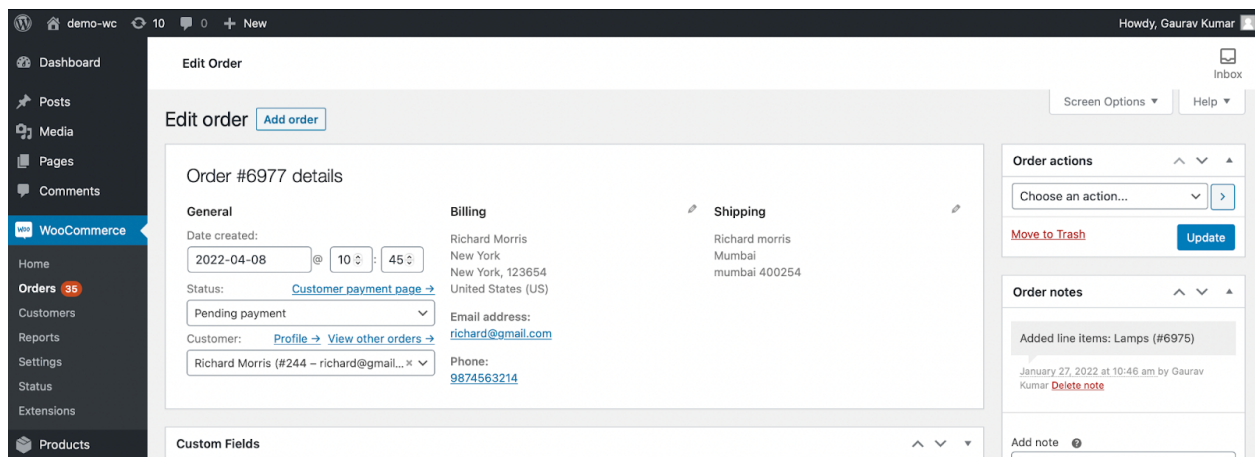 demo-wc 10 0 + New
Howdy, Gaurav Kumar
Dashboard
Posts
Media
Pages
Comments
WooCommerce
Home
Orders 35
Customers
Reports
Settings
Status
Extensions
Products
Edit Order
Inbox
Screen Options ▼
Help ▼
Edit order Add order
Order #6977 details
General
Date created:
2022-04-08 @ 10 : 45
Status: Customer payment page →
Pending payment
Customer: Profile → View other orders →
Richard Morris (#244 – richard@gmail... ×
Billing
Richard Morris
New York
New York, 123654
United States (US)
Email address:
richard@gmail.com
Phone:
9874563214
Shipping
Richard morris
Mumbai
mumbai 400254
Custom Fields
Order actions
Choose an action...
Move to Trash
Update
Order notes
Added line items: Lamps (#6975)
January 27, 2022 at 10:46 am by Gaurav
Kumar Delete note
Add note ?